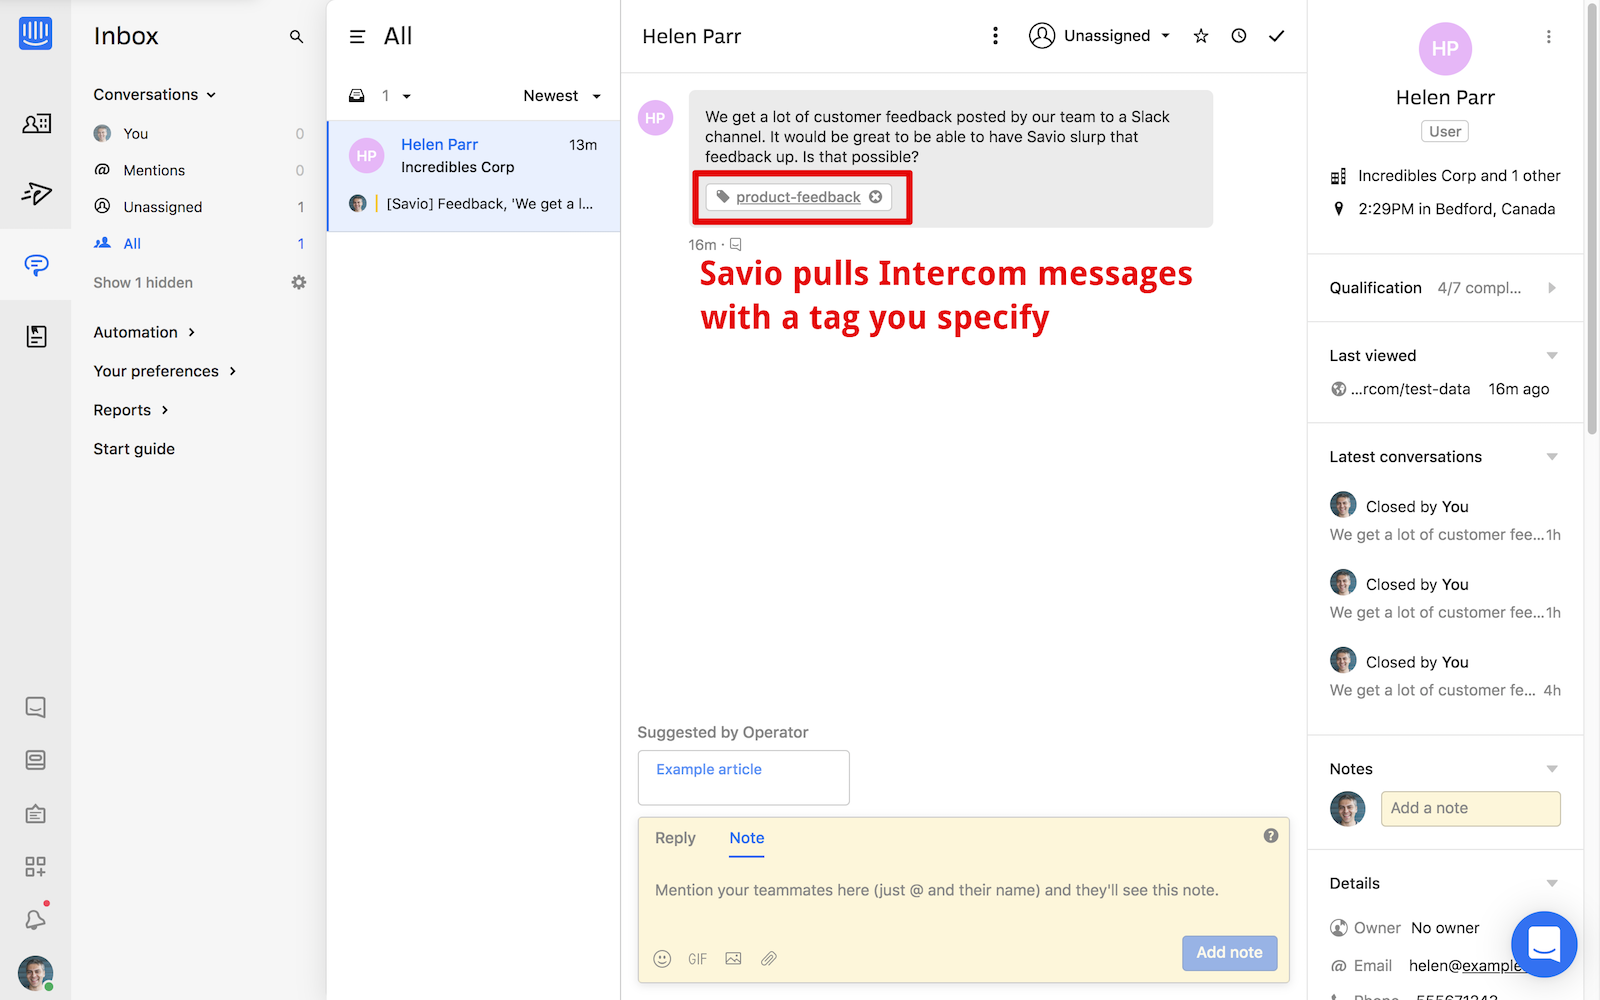 Inbox
Conversations
You 0
Mentions 0
Unassigned 1
All 1
Show 1 hidden
Automation
Your preferences
Reports
Start guide
All
1 Newest
HP
Helen Parr 13m
Incredibles Corp
[Savio] Feedback, 'We get a l...
Helen Parr
Unassigned
HP
We get a lot of customer feedback posted by our team to a Slack
channel. It would be great to be able to have Savio slurp that
feedback up. Is that possible?
product-feedback
16m ·
Savio pulls Intercom messages
with a tag you specify
Suggested by Operator
Example article
Reply Note
Mention your teammates here (just @ and their name) and they'll see this note.
GIF
Add note
HP
Helen Parr
User
Incredibles Corp and 1 other
2:29PM in Bedford, Canada
Qualification 4/7 compl...
Last viewed
...rcom/test-data 16m ago
Latest conversations
Closed by You
We get a lot of customer fee... 1h
Closed by You
We get a lot of customer fee... 1h
Closed by You
We get a lot of customer fe... 4h
Notes
Add a note
Details
Owner No owner
@ Email helen@example